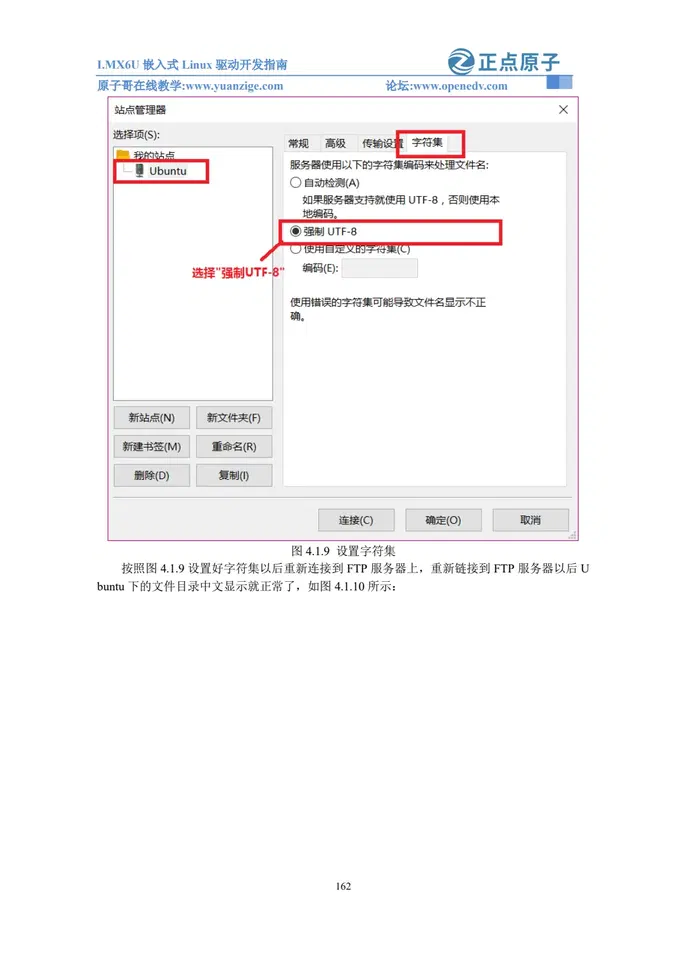 I.MX6U 嵌入式 Linux 驱动开发指南
正点原子
原子哥在线教学:www.yuanzige.com 论坛:www.openedv.com
站点管理器
选择项(S):
我的站点
Ubuntu
常规 高级 传输设置 字符集
服务器使用以下的字符集编码来处理文件名:
自动检测(A)
如果服务器支持就使用 UTF-8，否则使用本
地编码。
强制 UTF-8
使用自定义的字符集(C)
选择"强制UTF-8"
编码(E):
使用错误的字符集可能导致文件名显示不正
确。
新站点(N) 新文件夹(F)
新建书签(M) 重命名(R)
删除(D) 复制(I)
连接(C) 确定(O) 取消
图 4.1.9 设置字符集
按照图 4.1.9 设置好字符集以后重新连接到 FTP 服务器上，重新链接到 FTP 服务器以后 U
buntu 下的文件目录中文显示就正常了，如图 4.1.10 所示：
162